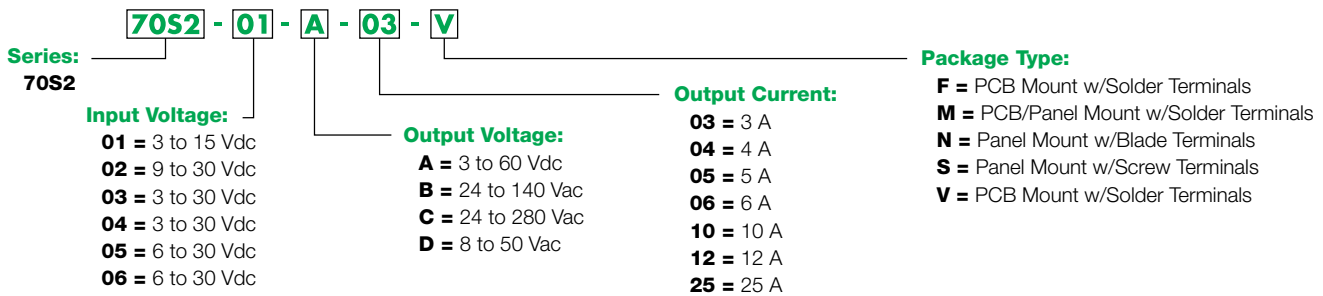 70S2 - 01 - A - 03 - V
Series:
70S2
Input Voltage:
01 = 3 to 15 Vdc
02 = 9 to 30 Vdc
03 = 3 to 30 Vdc
04 = 3 to 30 Vdc
05 = 6 to 30 Vdc
06 = 6 to 30 Vdc
Output Voltage:
A = 3 to 60 Vdc
B = 24 to 140 Vac
C = 24 to 280 Vac
D = 8 to 50 Vac
Output Current:
03 = 3 A
04 = 4 A
05 = 5 A
06 = 6 A
10 = 10 A
12 = 12 A
25 = 25 A
Package Type:
F = PCB Mount w/Solder Terminals
M = PCB/Panel Mount w/Solder Terminals
N = Panel Mount w/Blade Terminals
S = Panel Mount w/Screw Terminals
V = PCB Mount w/Solder Terminals